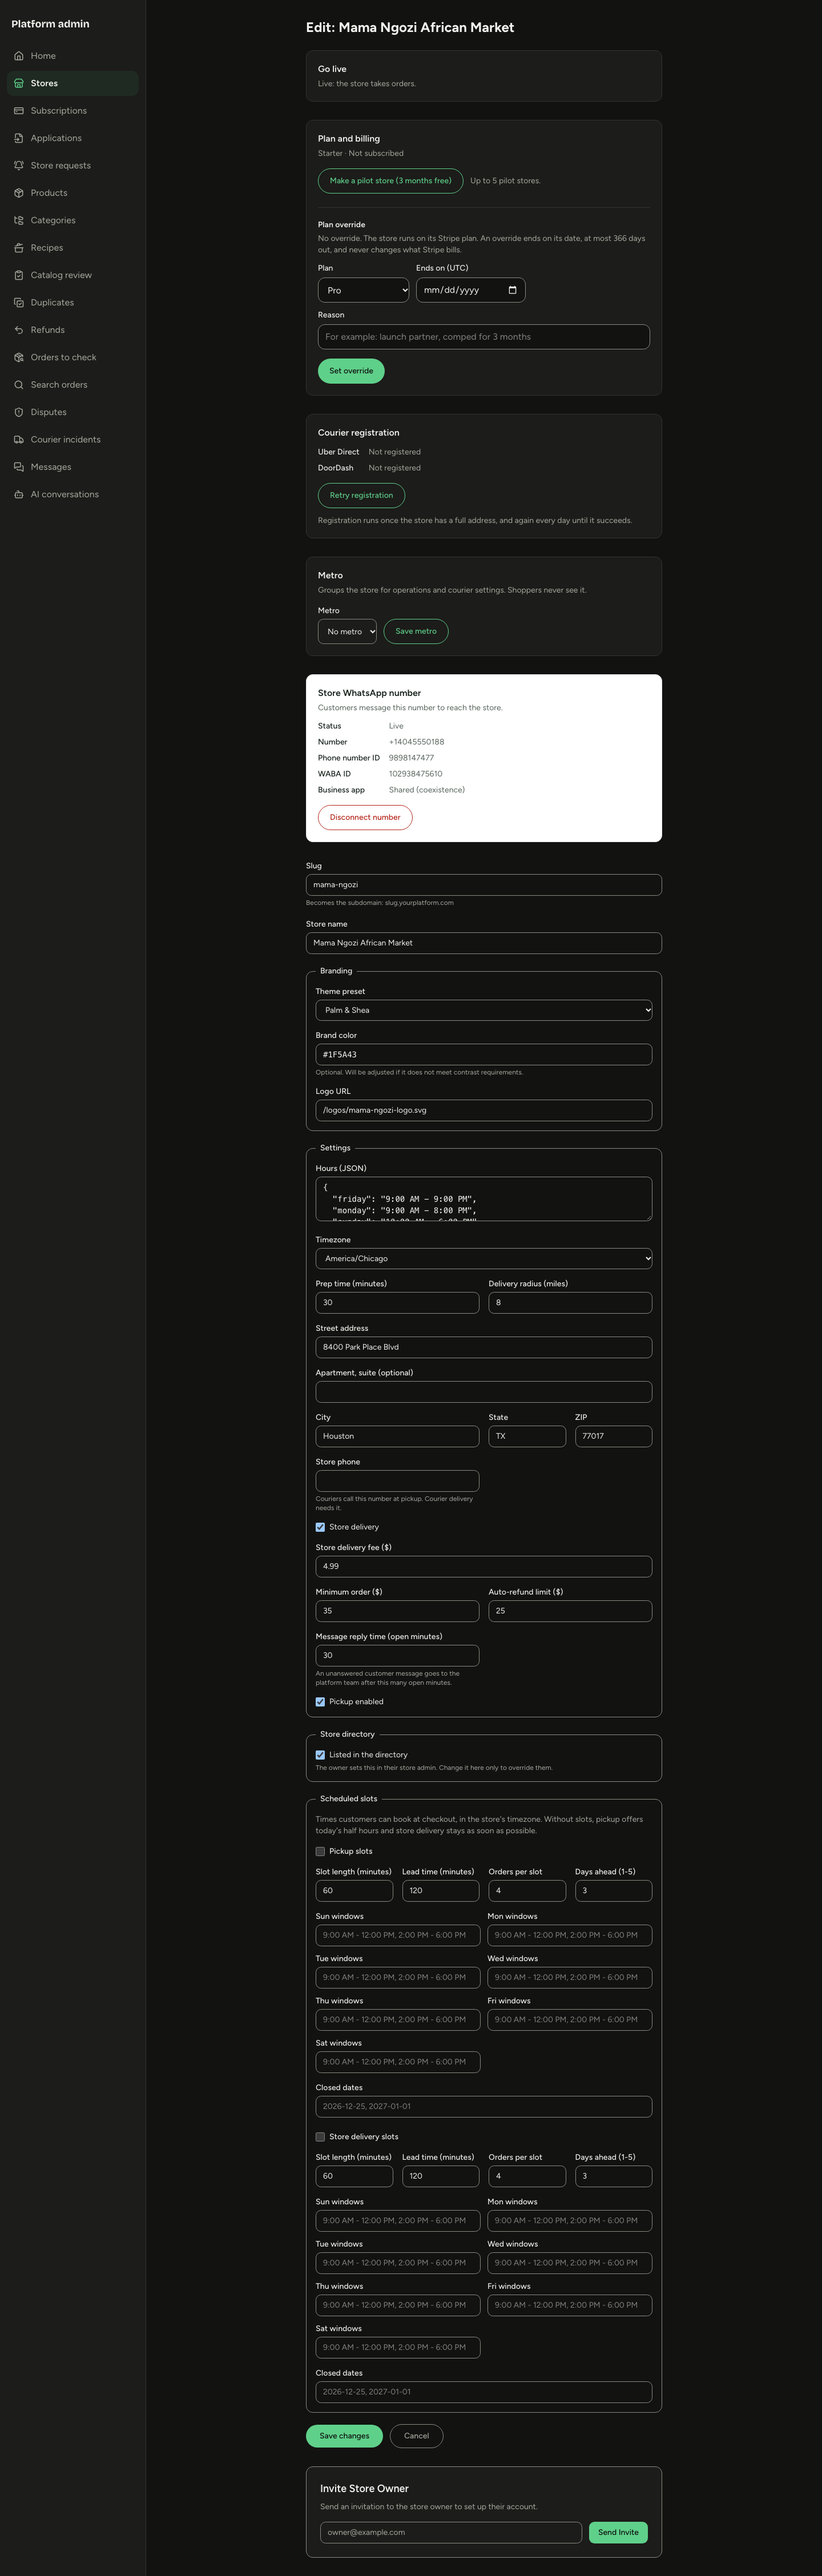 Platform admin
Home
Stores
Subscriptions
Applications
Store requests
Products
Categories
Recipes
Catalog review
Duplicates
Refunds
Orders to check
Search orders
Disputes
Courier incidents
Messages
AI conversations
Edit: Mama Ngozi African Market
Go live
Live: the store takes orders.
Plan and billing
Starter · Not subscribed
Make a pilot store (3 months free) Up to 5 pilot stores.
Plan override
No override. The store runs on its Stripe plan. An override ends on its date, at most 366 days
out, and never changes what Stripe bills.
Plan Ends on (UTC)
Pro mm/dd/yyyy
Reason
For example: launch partner, comped for 3 months
Set override
Courier registration
Uber Direct Not registered
DoorDash Not registered
Retry registration
Registration runs once the store has a full address, and again every day until it succeeds.
Metro
Groups the store for operations and courier settings. Shoppers never see it.
Metro
No metro Save metro
Store WhatsApp number
Customers message this number to reach the store.
Status Live
Number +14045550188
Phone number ID 9898147477
WABA ID 102938475610
Business app Shared (coexistence)
Disconnect number
Slug
mama-ngozi
Becomes the subdomain: slug.yourplatform.com
Store name
Mama Ngozi African Market
Branding
Theme preset
Palm & Shea
Brand color
#1F5A43
Optional. Will be adjusted if it does not meet contrast requirements.
Logo URL
/logos/mama-ngozi-logo.svg
Settings
Hours (JSON)
{
"friday": "9:00 AM – 9:00 PM",
"monday": "9:00 AM – 8:00 PM",
Timezone
America/Chicago
Prep time (minutes) Delivery radius (miles)
30 8
Street address
8400 Park Place Blvd
Apartment, suite (optional)
City State ZIP
Houston TX 77017
Store phone
Couriers call this number at pickup. Courier delivery
needs it.
Store delivery
Store delivery fee ($)
4.99
Minimum order ($) Auto-refund limit ($)
35 25
Message reply time (open minutes)
30
An unanswered customer message goes to the
platform team after this many open minutes.
Pickup enabled
Store directory
Listed in the directory
The owner sets this in their store admin. Change it here only to override them.
Scheduled slots
Times customers can book at checkout, in the store's timezone. Without slots, pickup offers
today's half hours and store delivery stays as soon as possible.
Pickup slots
Slot length (minutes) Lead time (minutes) Orders per slot Days ahead (1-5)
60 120 4 3
Sun windows Mon windows
9:00 AM - 12:00 PM, 2:00 PM - 6:00 PM 9:00 AM - 12:00 PM, 2:00 PM - 6:00 PM
Tue windows Wed windows
9:00 AM - 12:00 PM, 2:00 PM - 6:00 PM 9:00 AM - 12:00 PM, 2:00 PM - 6:00 PM
Thu windows Fri windows
9:00 AM - 12:00 PM, 2:00 PM - 6:00 PM 9:00 AM - 12:00 PM, 2:00 PM - 6:00 PM
Sat windows
9:00 AM - 12:00 PM, 2:00 PM - 6:00 PM
Closed dates
2026-12-25, 2027-01-01
Store delivery slots
Slot length (minutes) Lead time (minutes) Orders per slot Days ahead (1-5)
60 120 4 3
Sun windows Mon windows
9:00 AM - 12:00 PM, 2:00 PM - 6:00 PM 9:00 AM - 12:00 PM, 2:00 PM - 6:00 PM
Tue windows Wed windows
9:00 AM - 12:00 PM, 2:00 PM - 6:00 PM 9:00 AM - 12:00 PM, 2:00 PM - 6:00 PM
Thu windows Fri windows
9:00 AM - 12:00 PM, 2:00 PM - 6:00 PM 9:00 AM - 12:00 PM, 2:00 PM - 6:00 PM
Sat windows
9:00 AM - 12:00 PM, 2:00 PM - 6:00 PM
Closed dates
2026-12-25, 2027-01-01
Save changes Cancel
Invite Store Owner
Send an invitation to the store owner to set up their account.
owner@example.com Send Invite